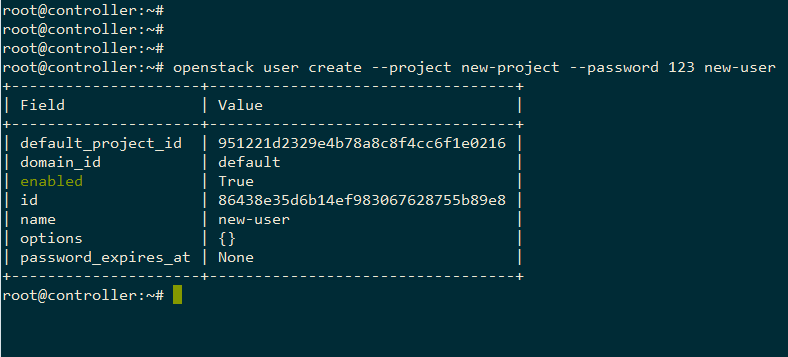 root@controller:~#
root@controller:~#
root@controller:~#
root@controller:~# openstack user create --project new-project --password 123 new-user
+---------------------+----------------------------------+
| Field               | Value                            |
+---------------------+----------------------------------+
| default_project_id  | 951221d2329e4b78a8c8f4cc6f1e0216 |
| domain_id           | default                          |
| enabled             | True                             |
| id                  | 86438e35d6b14ef983067628755b89e8 |
| name                | new-user                         |
| options             | {}                               |
| password_expires_at | None                             |
+---------------------+----------------------------------+
root@controller:~#